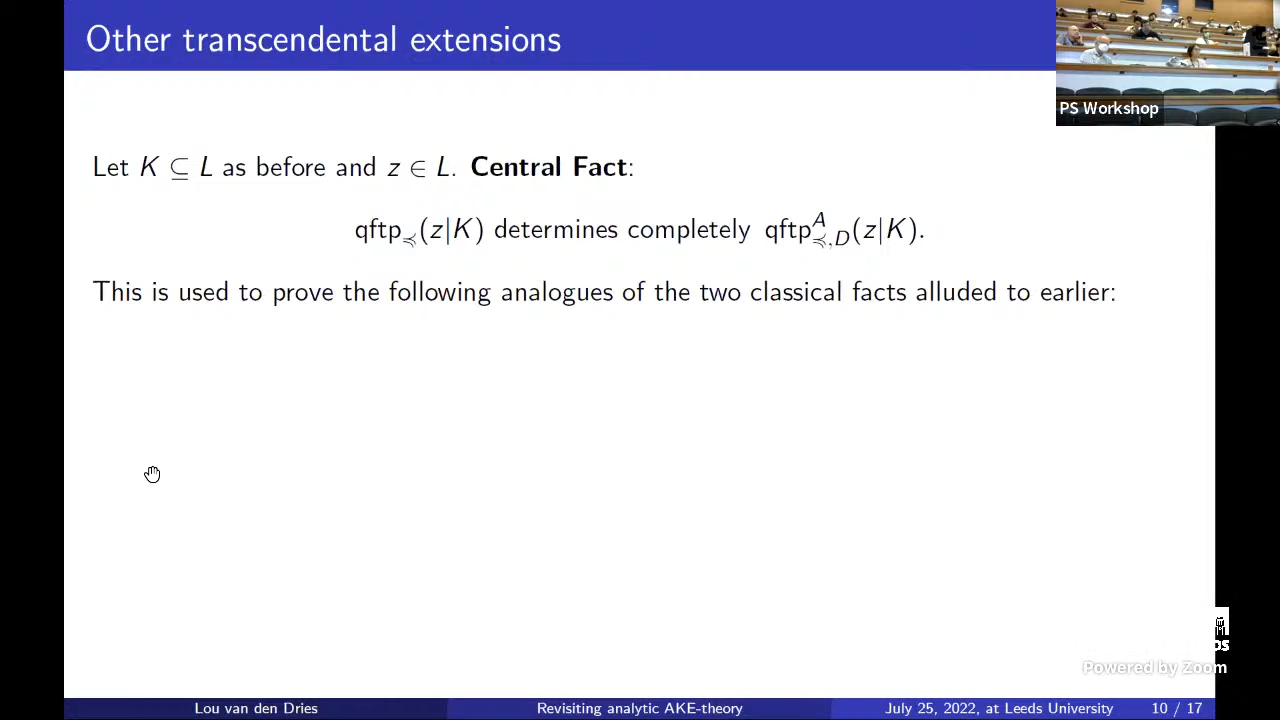 Other transcendental extensions
PS Workshop
Let K ⊆ L as before and z ∈ L. Central Fact:
qftp≼(z|K) determines completely qftp^A_≼,D(z|K).
This is used to prove the following analogues of the two classical facts alluded to earlier:
Powered by Zoom
Lou van den Dries
Revisiting analytic AKE-theory
July 25, 2022, at Leeds University
10 / 17